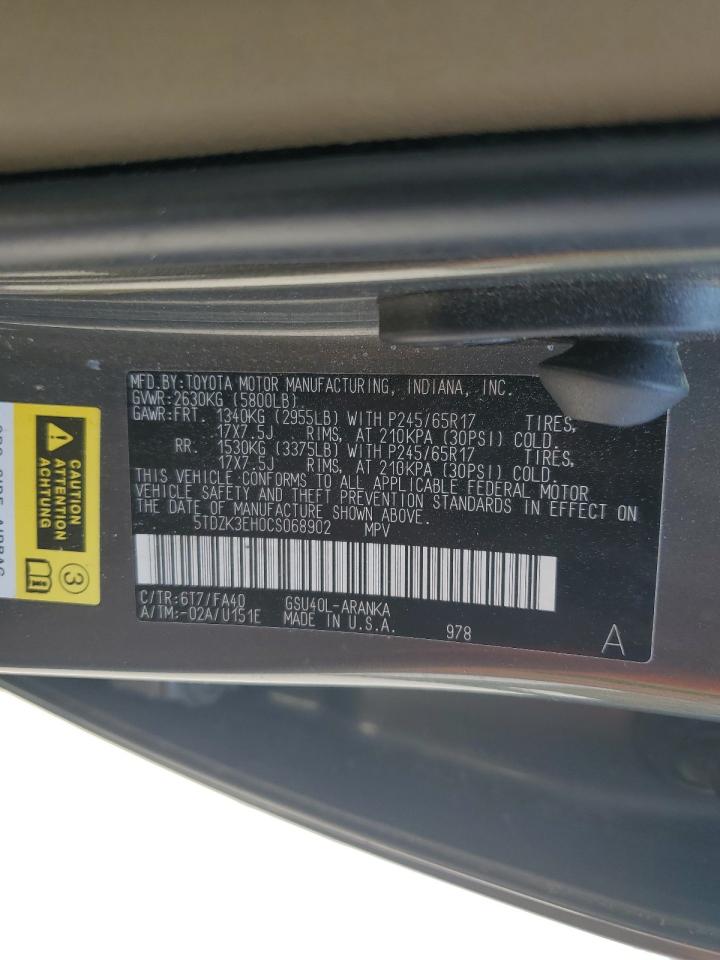 MFD.BY:TOYOTA MOTOR MANUFACTURING, INDIANA, INC.
GVWR:2630KG (5800LB)
GAWR:FRT. 1340KG (2955LB) WITH P245/65R17 TIRES,
17X7.5J RIMS, AT 210KPA (30PSI) COLD.
RR. 1530KG (3375LB) WITH P245/65R17 TIRES,
17X7.5J RIMS, AT 210KPA (30PSI) COLD.
THIS VEHICLE CONFORMS TO ALL APPLICABLE FEDERAL MOTOR
VEHICLE SAFETY AND THEFT PREVENTION STANDARDS IN EFFECT ON
THE DATE OF MANUFACTURE SHOWN ABOVE.
5TDZK3EH0CS068902 MPV
C/TR:6T7/FA40 GSU40L-ARANKA
A/TM:-02A/U151E MADE IN U.S.A. 978
A
CAUTION
ATTENTION
ACHTUNG
3